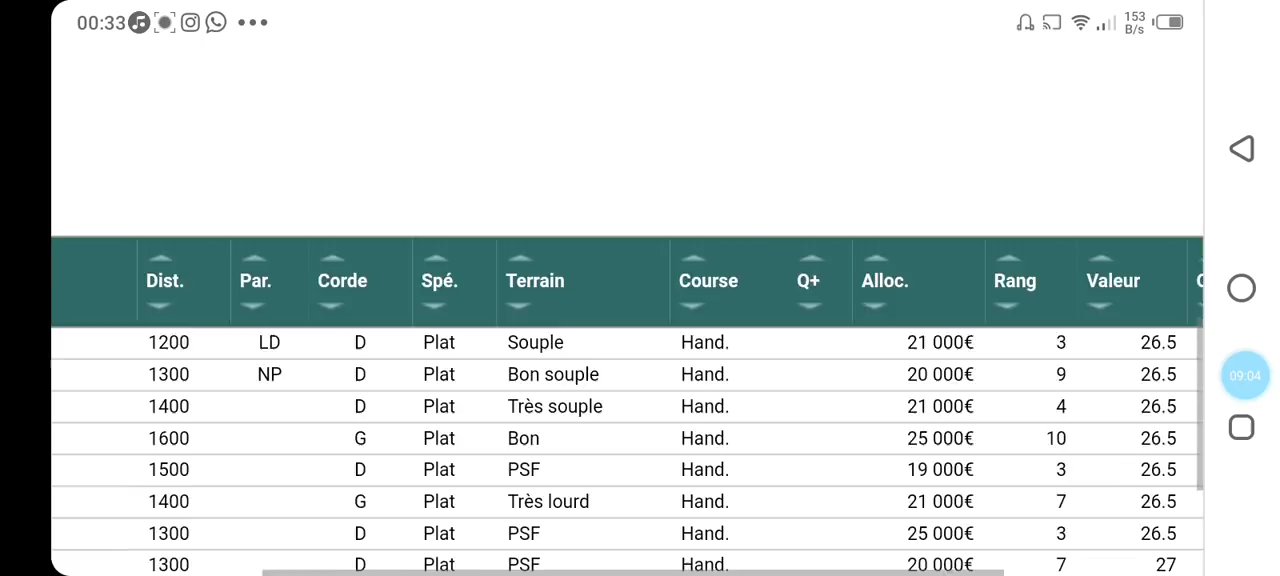 00:33 153 B/s
Dist. Par. Corde Spé. Terrain Course Q+ Alloc. Rang Valeur
1200 LD D Plat Souple Hand. 21 000€ 3 26.5
1300 NP D Plat Bon souple Hand. 20 000€ 9 26.5
1400 D Plat Très souple Hand. 21 000€ 4 26.5
1600 G Plat Bon Hand. 25 000€ 10 26.5
09:04
1500 D Plat PSF Hand. 19 000€ 3 26.5
1400 G Plat Très lourd Hand. 21 000€ 7 26.5
1300 D Plat PSF Hand. 25 000€ 3 26.5
1300 D Plat PSF Hand. 20 000€ 7 27